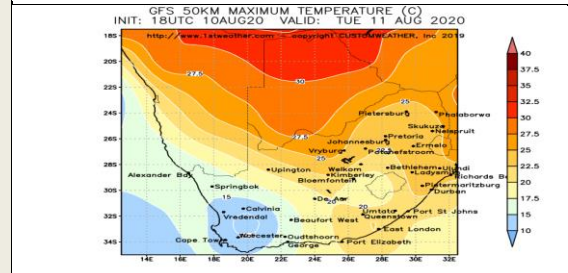 GFS 50KM MAXIMUM TEMPERATURE (C)
INIT: 18UTC 10AUG20 VALID: TUE 11 AUG 2020
http://www.1stweather.com - copyright CUSTOMWEATHER, Inc 2019
18S
20S
22S
24S
26S
28S
30S
32S
34S
14E 16E 18E 20E 22E 24E 26E 28E 30E 32E
27.5
30
25
Pietersburg
Phalaborwa
Skukuza
Nelspruit
27.5
Pretoria
Johannesburg
Ermelo
Vryburg
Potchefstroom
25
Alexander Bay
Upington
Welkom
Kimberley
Bloemfontein
Bethlehem
Ulundi
Ladysmith
Richards B
Springbok
Pietermaritzburg
Durban
15
De Aar
20
20
Calvinia
Vredendal
Beaufort West
Umtata
Port St Johns
Queenstown
Worcester
Oudtshoorn
East London
Cape Town
George
Port Elizabeth
40
37.5
35
32.5
30
27.5
25
22.5
20
17.5
15
12.5
10